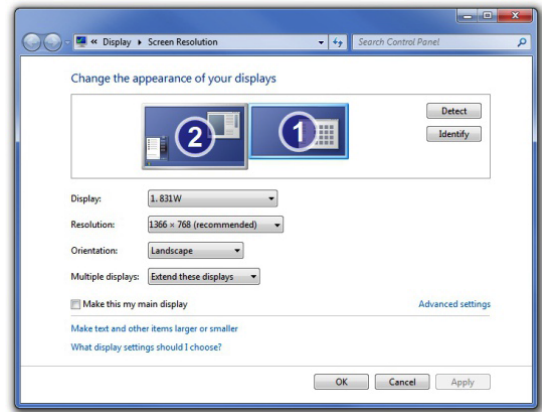 « Display ▸ Screen Resolution Search Control Panel
Change the appearance of your displays
2 1
Detect
Identify
Display: 1. 831W
Resolution: 1366 × 768 (recommended)
Orientation: Landscape
Multiple displays: Extend these displays
Make this my main display Advanced settings
Make text and other items larger or smaller
What display settings should I choose?
OK Cancel Apply